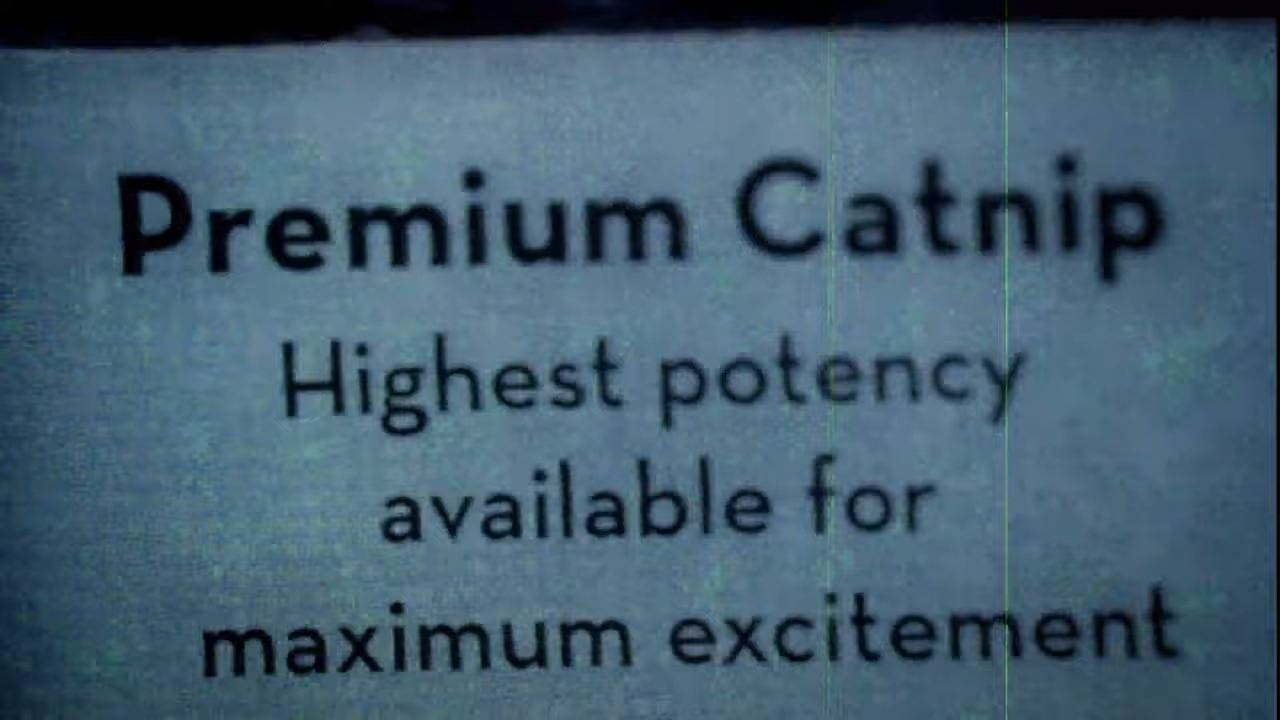 Premium Catnip
Highest potency
available for
maximum excitement